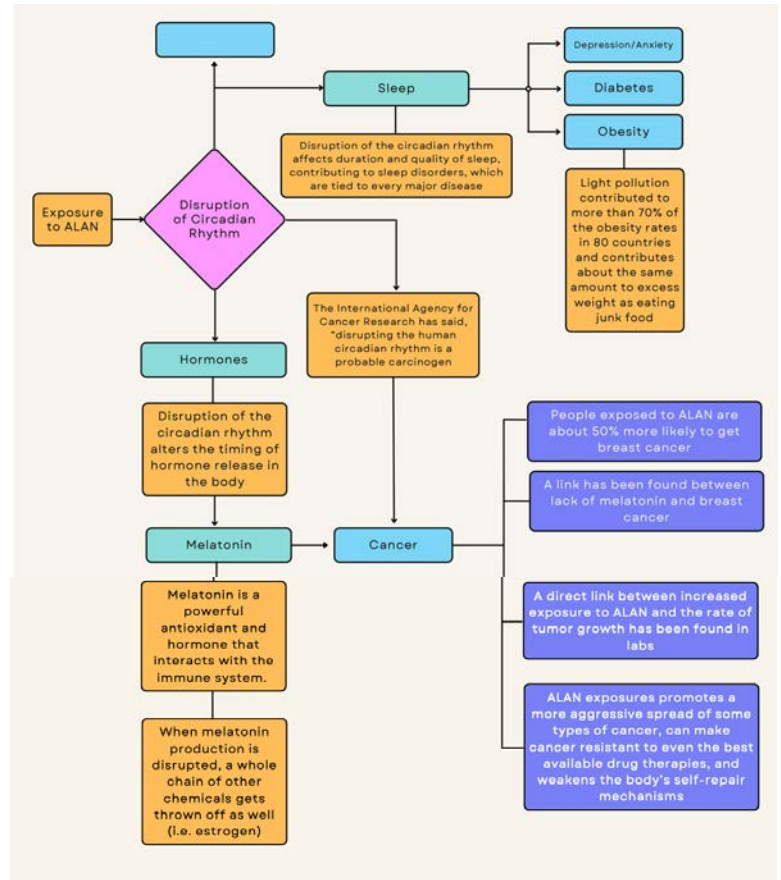 Sleep
Depression/Anxiety
Diabetes
Obesity
Disruption of the circadian rhythm
affects duration and quality of sleep,
contributing to sleep disorders, which
are tied to every major disease
Light pollution
contributed to
more than 70% of
the obesity rates
in 80 countries
and contributes
about the same
amount to excess
weight as eating
junk food
Exposure
to ALAN
Disruption
of Circadian
Rhythm
The International Agency for
Cancer Research has said,
"disrupting the human
circadian rhythm is a
probable carcinogen
Hormones
Disruption of the
circadian rhythm
alters the timing of
hormone release in
the body
Melatonin
Cancer
People exposed to ALAN are
about 50% more likely to get
breast cancer
A link has been found between
lack of melatonin and breast
cancer
A direct link between increased
exposure to ALAN and the rate of
tumor growth has been found in
labs
ALAN exposures promotes a
more aggressive spread of some
types of cancer, can make
cancer resistant to even the best
available drug therapies, and
weakens the body's self-repair
mechanisms
Melatonin is a
powerful
antioxidant and
hormone that
interacts with the
immune system.
When melatonin
production is
disrupted, a whole
chain of other
chemicals gets
thrown off as well
(i.e. estrogen)